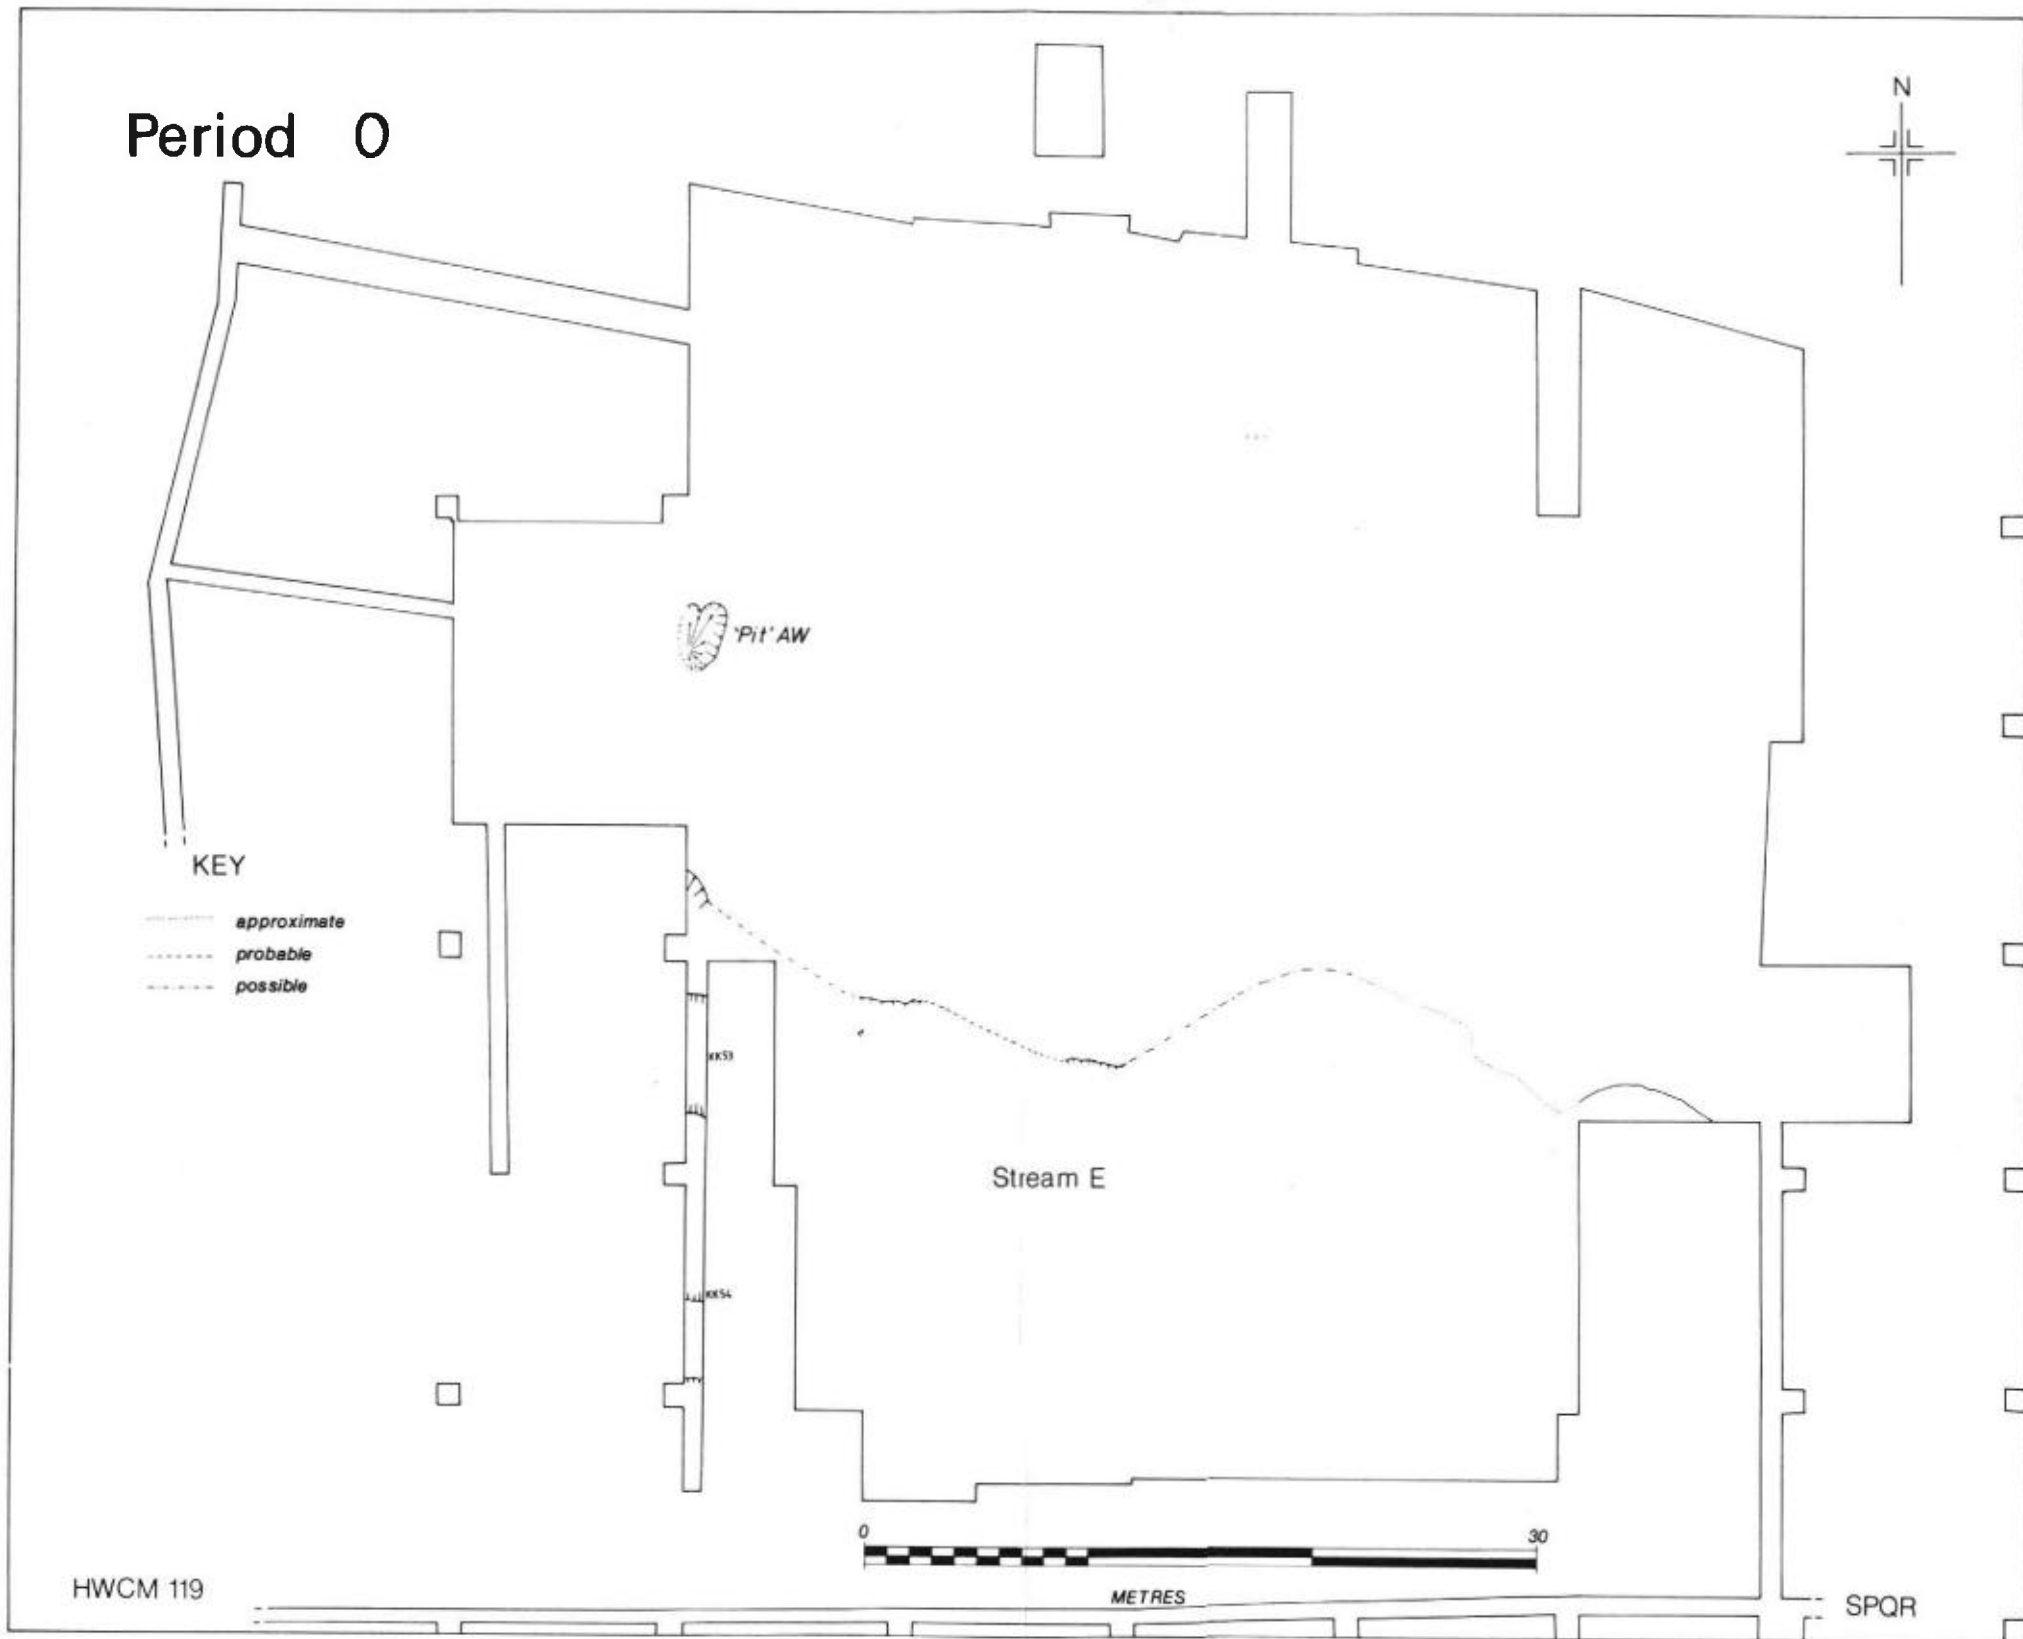 Period 0
N
'Pit' AW
KEY
approximate
probable
possible
KK53
Stream E
KK54
0 30
METRES
HWCM 119
SPQR